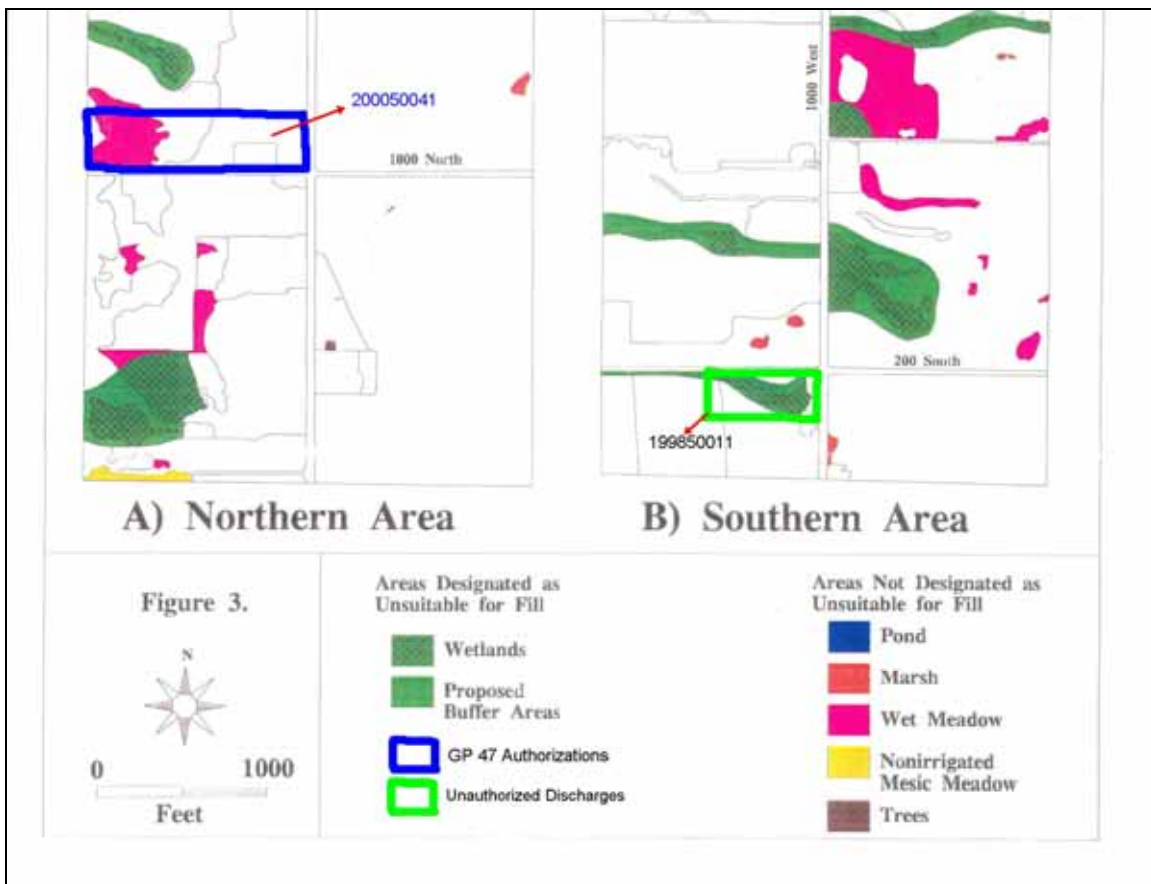 200050041
1000 North
1000 West
200 South
199850011
A) Northern Area
B) Southern Area
Figure 3.
N
0 1000
Feet
Areas Designated as
Unsuitable for Fill
Wetlands
Proposed
Buffer Areas
GP 47 Authorizations
Unauthorized Discharges
Areas Not Designated as
Unsuitable for Fill
Pond
Marsh
Wet Meadow
Nonirrigated
Mesic Meadow
Trees